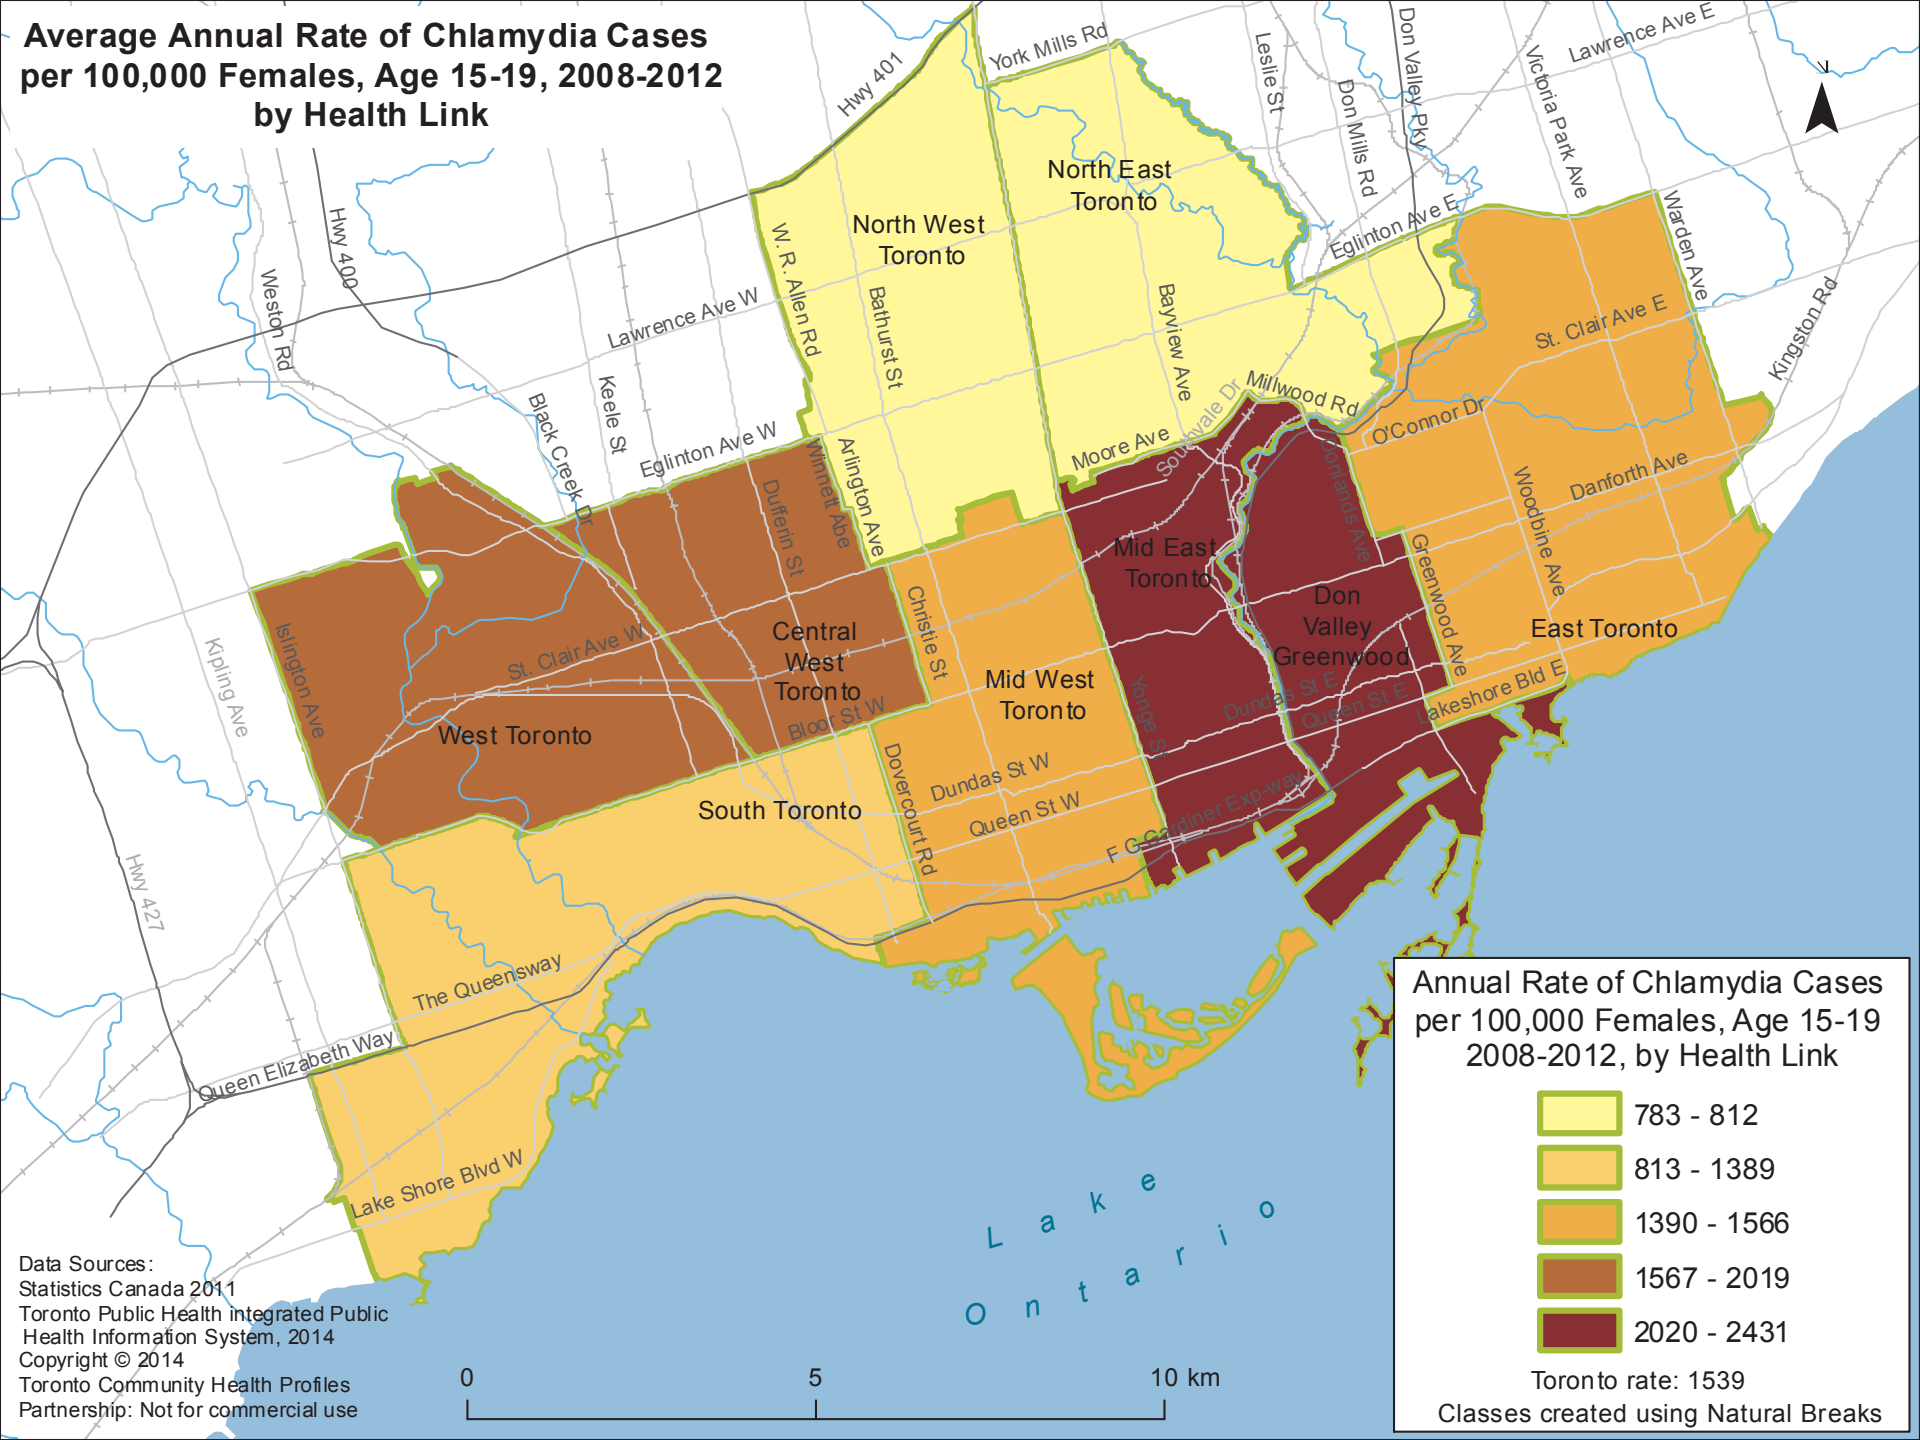 Average Annual Rate of Chlamydia Cases
per 100,000 Females, Age 15-19, 2008-2012
by Health Link
Hwy 401
York Mills Rd
Leslie St
Don Mills Rd
Don Valley Pky
Victoria Park Ave
Lawrence Ave E
N
North East
Toronto
North West
Toronto
Hwy 400
Weston Rd
W. R. Allen Rd
Bathurst St
Bayview Ave
Eglinton Ave E
Warden Ave
Kingston Rd
St. Clair Ave E
Lawrence Ave W
Black Creek Dr
Keele St
Eglinton Ave W
Dufferin St
Winnett Abe
Arlington Ave
Moore Ave
Southvale Dr
Millwood Rd
O'Connor Dr
Donlands Ave
Danforth Ave
Woodbine Ave
Greenwood Ave
Mid East
Toronto
Don
Valley
Greenwood
East Toronto
Kipling Ave
Islington Ave
St. Clair Ave W
Central
West
Toronto
Christie St
Mid West
Toronto
Yonge St
Dundas St E
Queen St E
Lakeshore Bld E
West Toronto
Bloor St W
South Toronto
Dovercourt Rd
Dundas St W
Queen St W
F G Gardiner Exp-way
Hwy 427
The Queensway
Queen Elizabeth Way
Lake Shore Blvd W
Lake
Ontario
Annual Rate of Chlamydia Cases
per 100,000 Females, Age 15-19
2008-2012, by Health Link
783 - 812
813 - 1389
1390 - 1566
1567 - 2019
2020 - 2431
Toronto rate: 1539
Classes created using Natural Breaks
Data Sources:
Statistics Canada 2011
Toronto Public Health integrated Public
Health Information System, 2014
Copyright © 2014
Toronto Community Health Profiles
Partnership: Not for commercial use
0 5 10 km